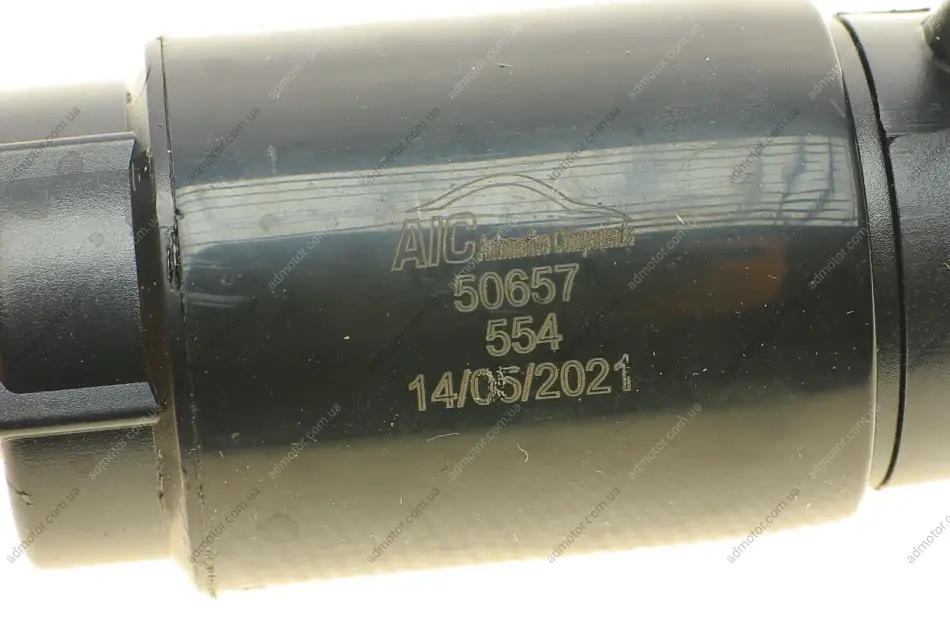 AIC Automotive Components
50657
554
14/05/2021
admotor.com.ua